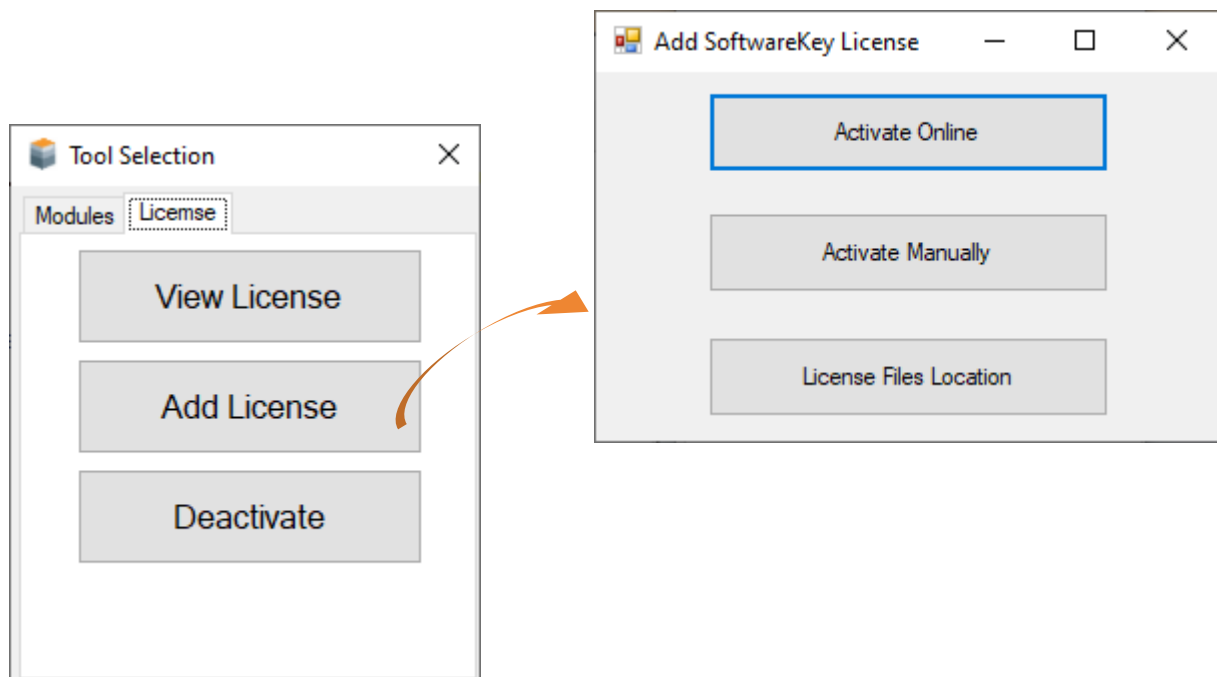 Tool Selection
Modules
Licemse
View License
Add License
Deactivate
Add SoftwareKey License
Activate Online
Activate Manually
License Files Location